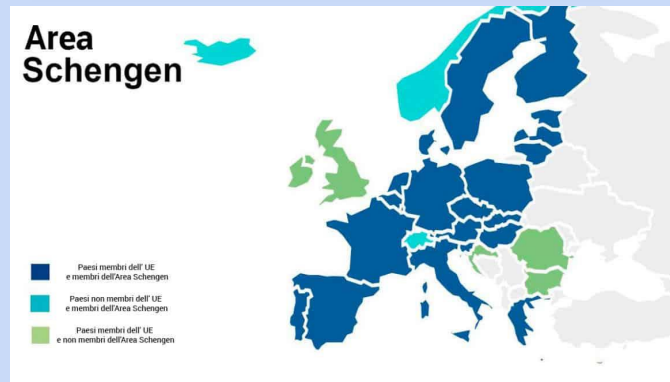 Area
Schengen
Paesi membri dell' UE
e membri dell'Area Schengen
Paesi non membri dell' UE
e membri dell'Area Schengen
Paesi membri dell' UE
e non membri dell'Area Schengen